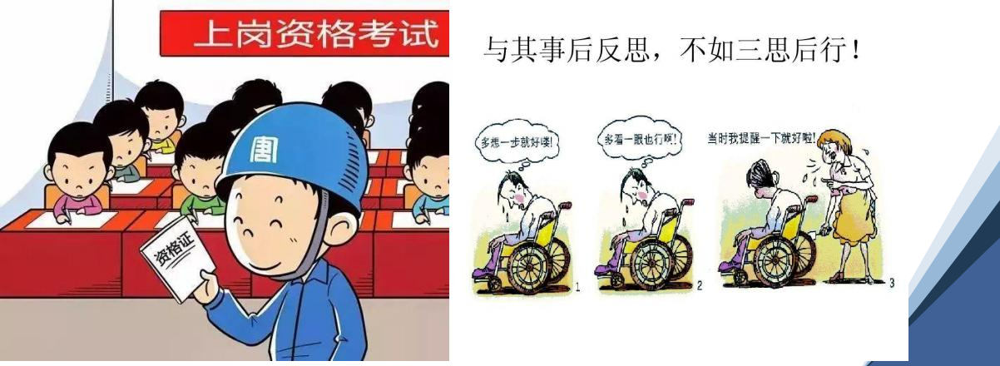 上岗资格考试
唐
资格证
与其事后反思，不如三思后行！
多想一步就好喽!
多看一眼也行啊!
当时我提醒一下就好啦!
1
2
3